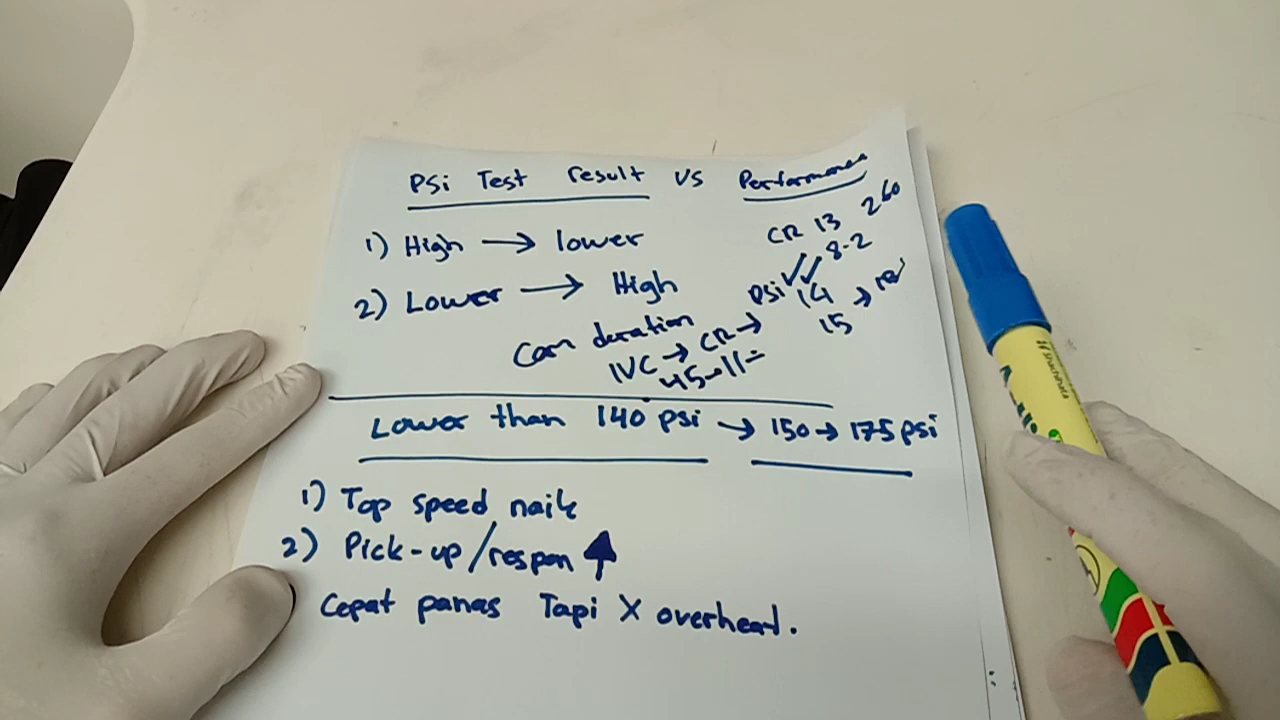 PSi Test result vs Performance
1) High → lower
CR 13 260
8.2
2) Lower → High
PSi 14 →
15
Cam duration
IVC → CR →
45 → 11=
Lower than 140 psi → 150 → 175 psi
1) Top speed naik
2) Pick-up/respon ↑
Cepat panas Tapi X overheat.
Shachihata